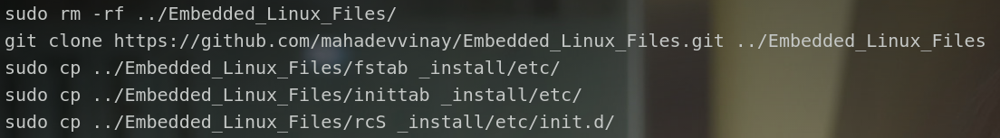 sudo rm -rf ../Embedded_Linux_Files/
git clone https://github.com/mahadevvinay/Embedded_Linux_Files.git ../Embedded_Linux_Files
sudo cp ../Embedded_Linux_Files/fstab _install/etc/
sudo cp ../Embedded_Linux_Files/inittab _install/etc/
sudo cp ../Embedded_Linux_Files/rcS _install/etc/init.d/